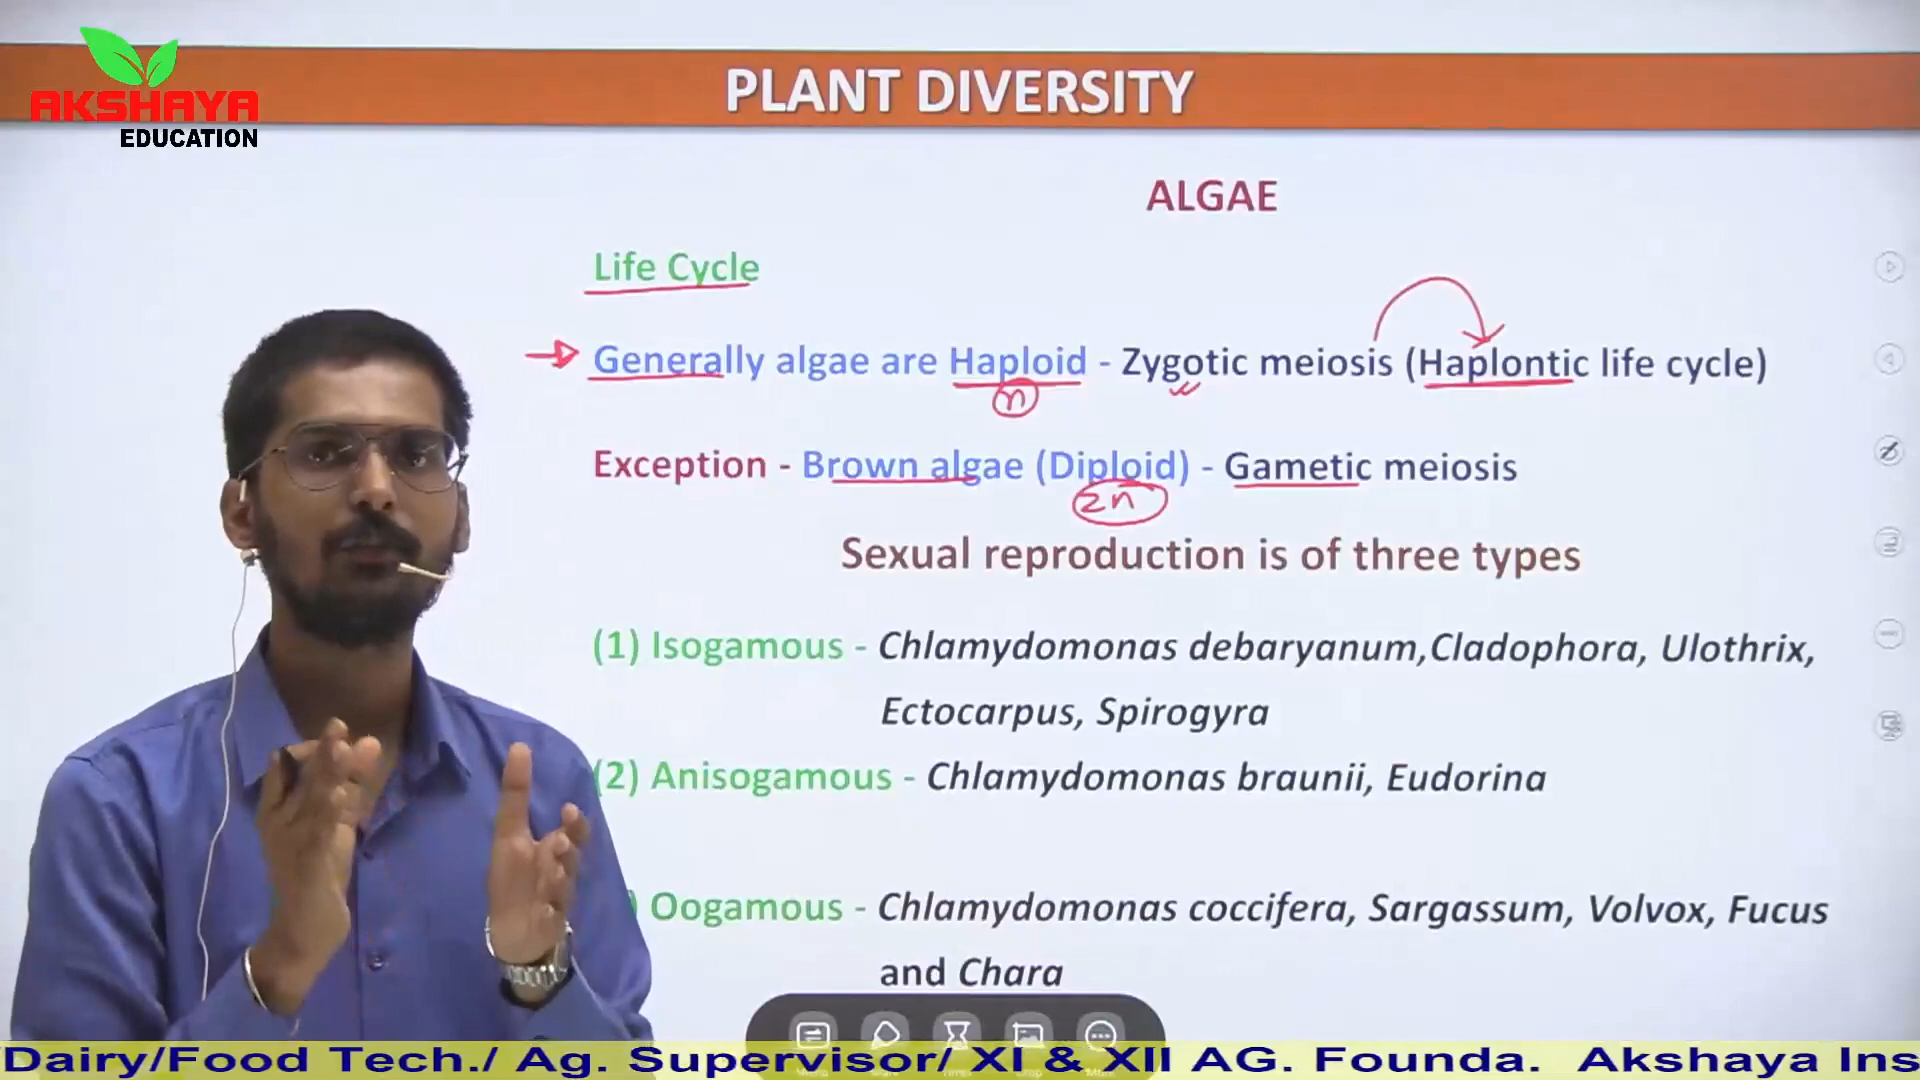 AKSHAYA
EDUCATION
PLANT DIVERSITY
ALGAE
Life Cycle
Generally algae are Haploid - Zygotic meiosis (Haplontic life cycle)
n
Exception - Brown algae (Diploid) - Gametic meiosis
2n
Sexual reproduction is of three types
(1) Isogamous - Chlamydomonas debaryanum,Cladophora, Ulothrix,
Ectocarpus, Spirogyra
(2) Anisogamous - Chlamydomonas braunii, Eudorina
) Oogamous - Chlamydomonas coccifera, Sargassum, Volvox, Fucus
and Chara
/Dairy/Food Tech./ Ag. Supervisor/ XI & XII AG. Founda. Akshaya Ins